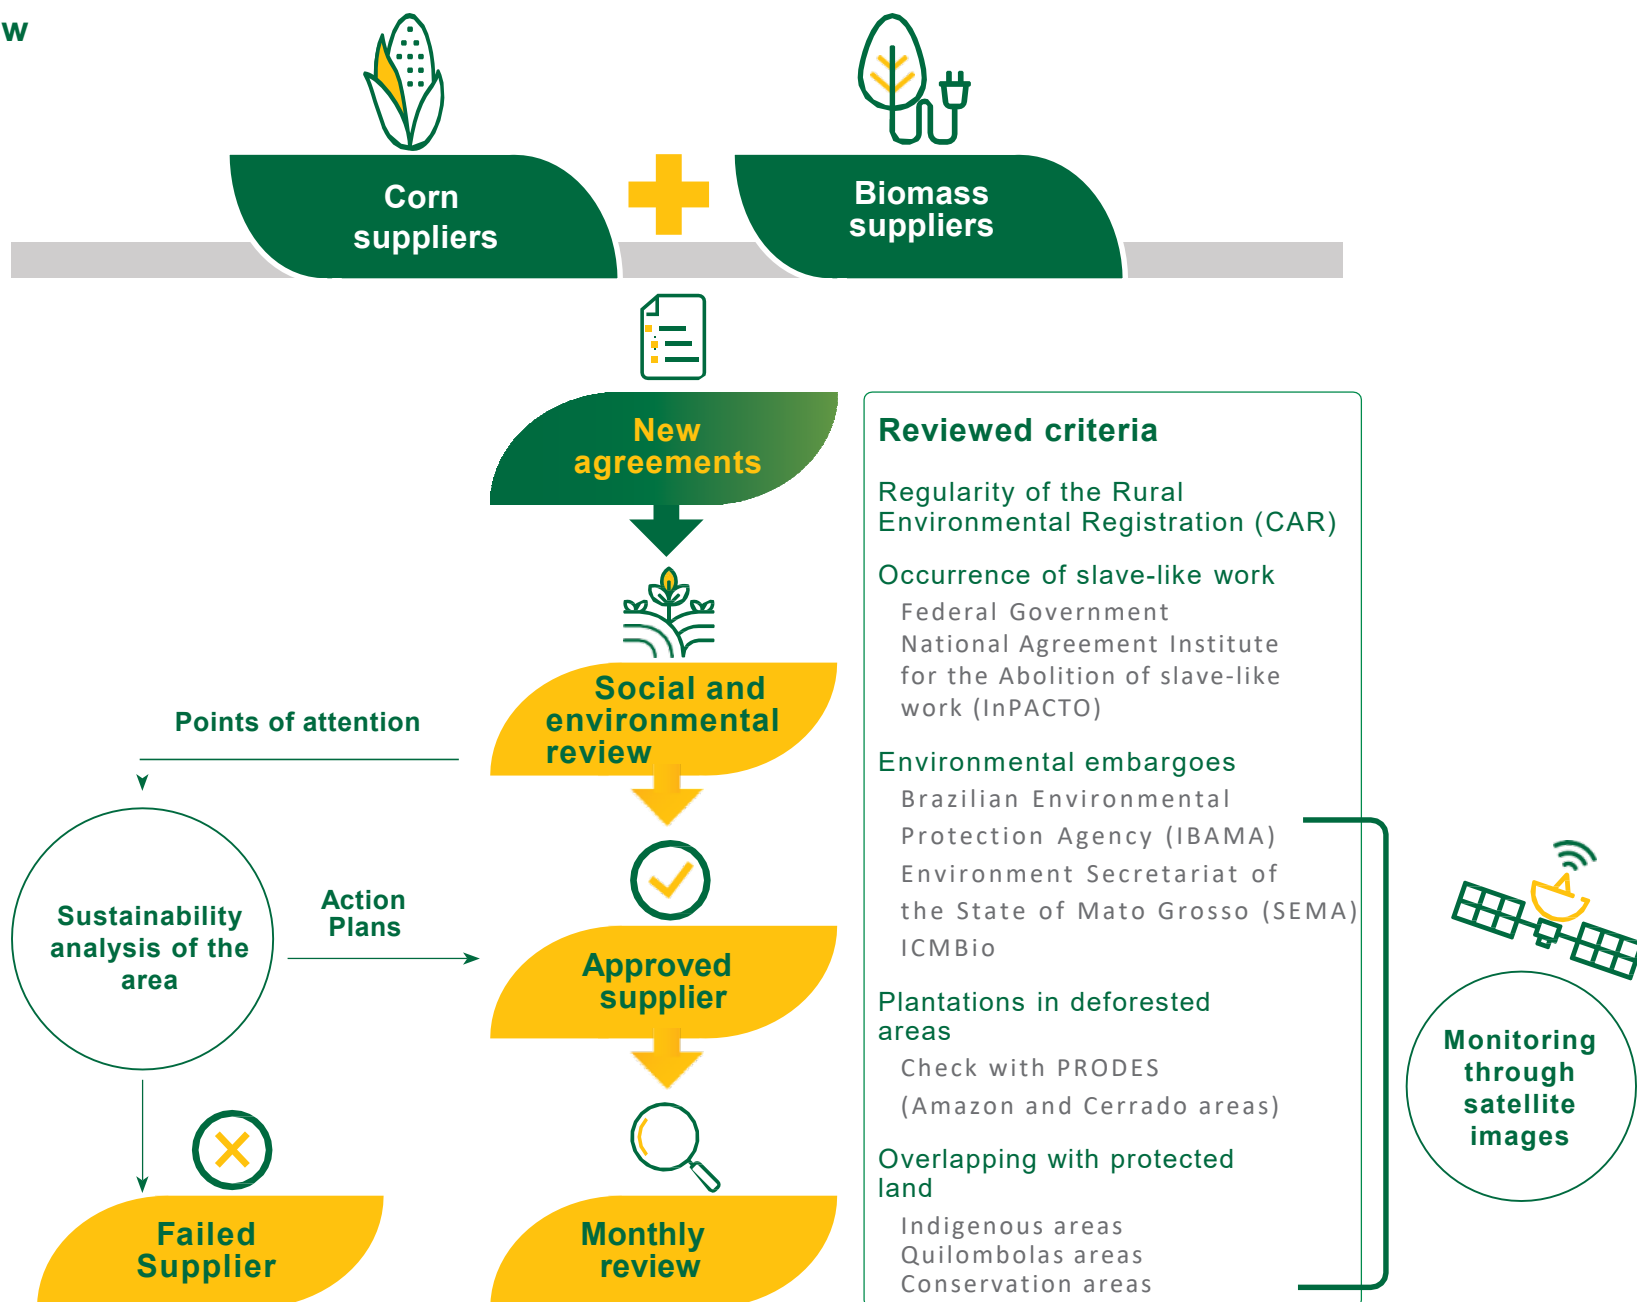 w
Corn
suppliers
Biomass
suppliers
New
agreements
Social and
environmental
review
Points of attention
Sustainability
analysis of the
area
Action
Plans
Approved
supplier
Failed
Supplier
Monthly
review
Reviewed criteria
Regularity of the Rural
Environmental Registration (CAR)
Occurrence of slave-like work
Federal Government
National Agreement Institute
for the Abolition of slave-like
work (InPACTO)
Environmental embargoes
Brazilian Environmental
Protection Agency (IBAMA)
Environment Secretariat of
the State of Mato Grosso (SEMA)
ICMBio
Plantations in deforested
areas
Check with PRODES
(Amazon and Cerrado areas)
Overlapping with protected
land
Indigenous areas
Quilombolas areas
Conservation areas
Monitoring
through
satellite
images